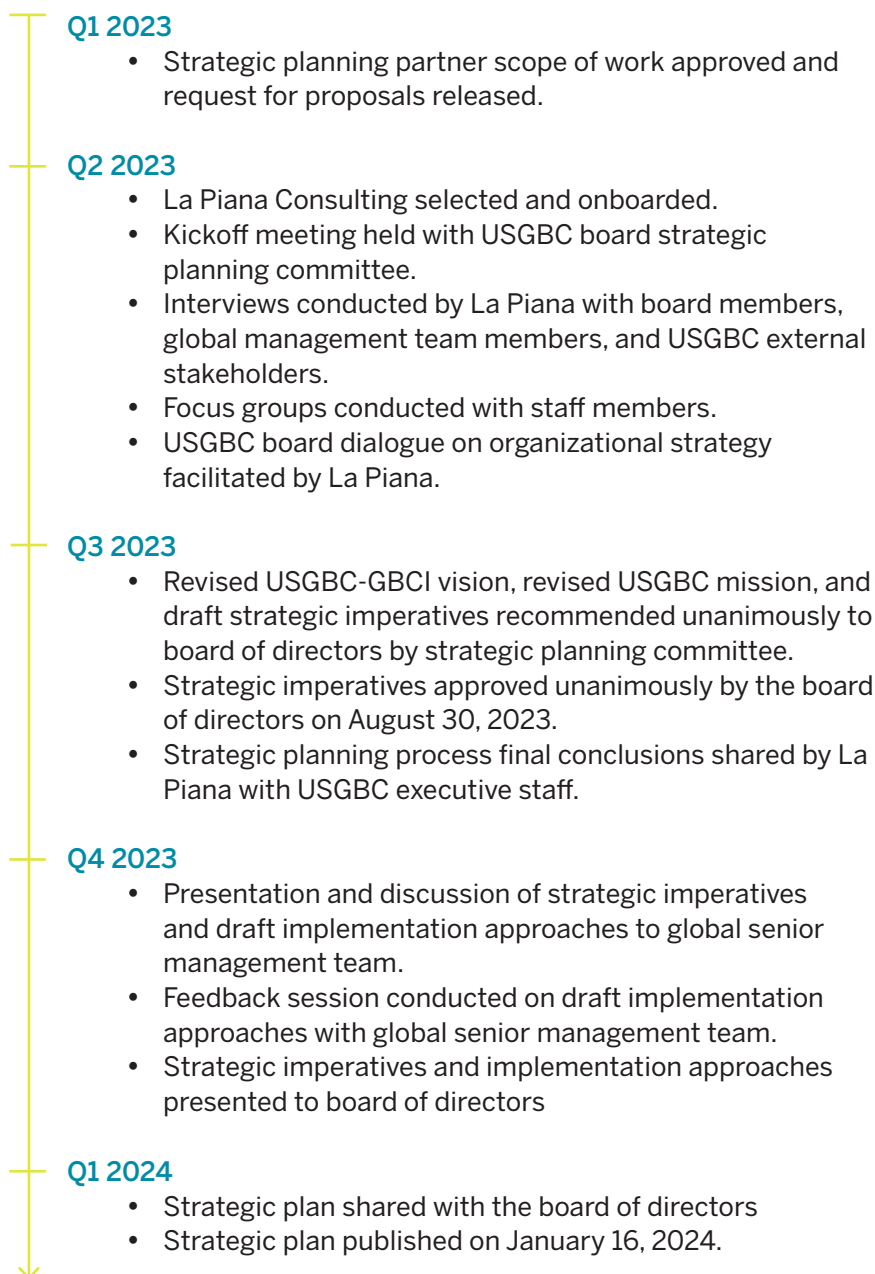 Q1 2023
• Strategic planning partner scope of work approved and
request for proposals released.
Q2 2023
• La Piana Consulting selected and onboarded.
• Kickoff meeting held with USGBC board strategic
planning committee.
• Interviews conducted by La Piana with board members,
global management team members, and USGBC external
stakeholders.
• Focus groups conducted with staff members.
• USGBC board dialogue on organizational strategy
facilitated by La Piana.
Q3 2023
• Revised USGBC-GBCI vision, revised USGBC mission, and
draft strategic imperatives recommended unanimously to
board of directors by strategic planning committee.
• Strategic imperatives approved unanimously by the board
of directors on August 30, 2023.
• Strategic planning process final conclusions shared by La
Piana with USGBC executive staff.
Q4 2023
• Presentation and discussion of strategic imperatives
and draft implementation approaches to global senior
management team.
• Feedback session conducted on draft implementation
approaches with global senior management team.
• Strategic imperatives and implementation approaches
presented to board of directors
Q1 2024
• Strategic plan shared with the board of directors
• Strategic plan published on January 16, 2024.